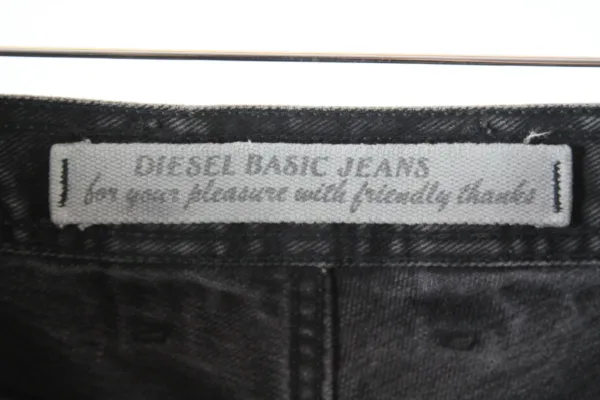 DIESEL BASIC JEANS
for your pleasure with friendly thanks